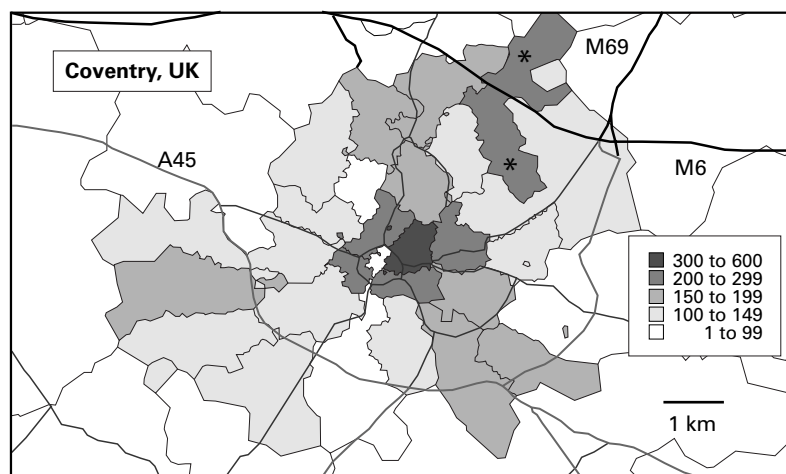 M69
Coventry, UK
*
A45
*
M6
300 to 600
200 to 299
150 to 199
100 to 149
1 to 99
1 km